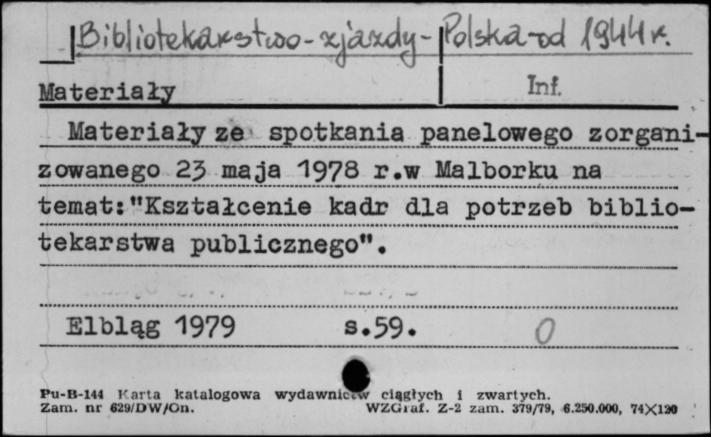 Bibliotekarstwo - zjazdy - Polska - od 1944 r.
Materiały Inf.
Materiały ze spotkania panelowego zorgani-
zowanego 23 maja 1978 r.w Malborku na
temat:"Kształcenie kadr dla potrzeb biblio-
tekarstwa publicznego".
Elbląg 1979 s.59. 0
Pu-B-144 Karta katalogowa wydawnictw ciągłych i zwartych.
Zam. nr 629/DW/Gn. WZGraf. Z-2 zam. 379/79, 6.250.000, 74X120